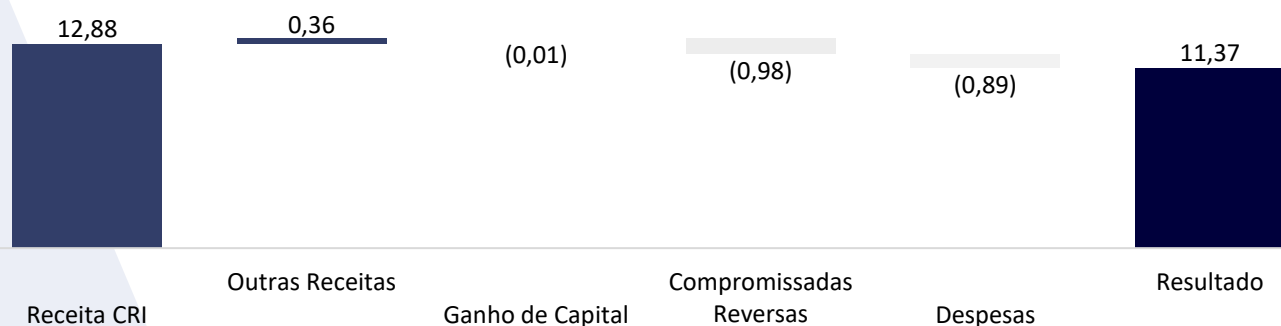 12,88
0,36
(0,01)
(0,98)
(0,89)
11,37
Receita CRI
Outras Receitas
Ganho de Capital
Compromissadas
Reversas
Despesas
Resultado